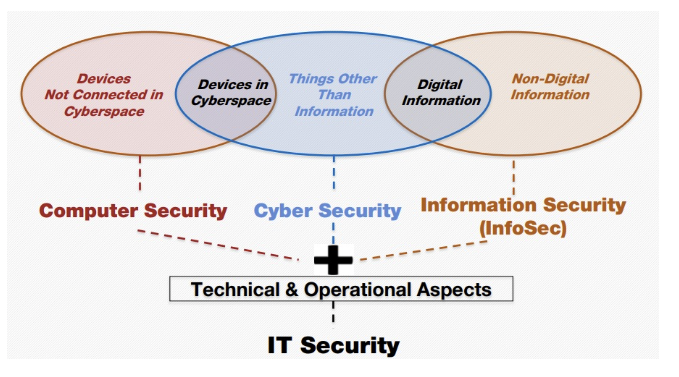 Devices
Not Connected in
Cyberspace
Devices in
Cyberspace
Things Other
Than
Information
Digital
Information
Non-Digital
Information
Computer Security
Cyber Security
Information Security
(InfoSec)
Technical & Operational Aspects
IT Security